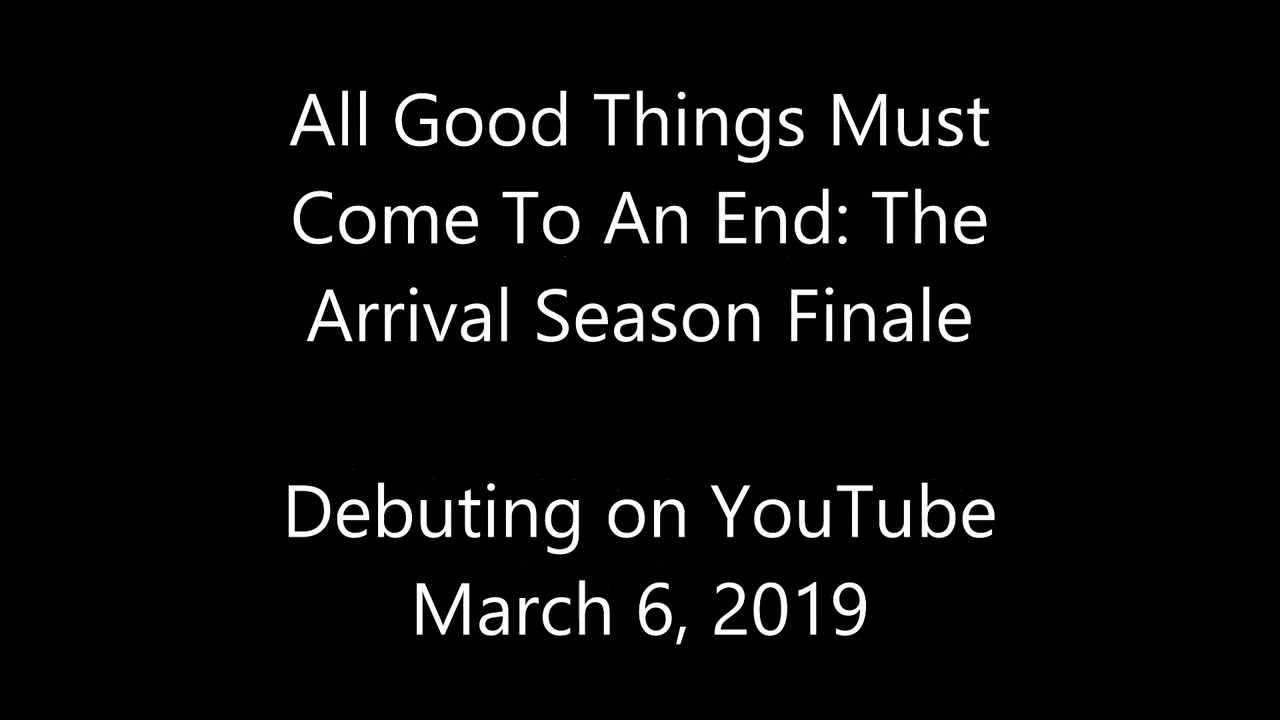 All Good Things Must
Come To An End: The
Arrival Season Finale
Debuting on YouTube
March 6, 2019